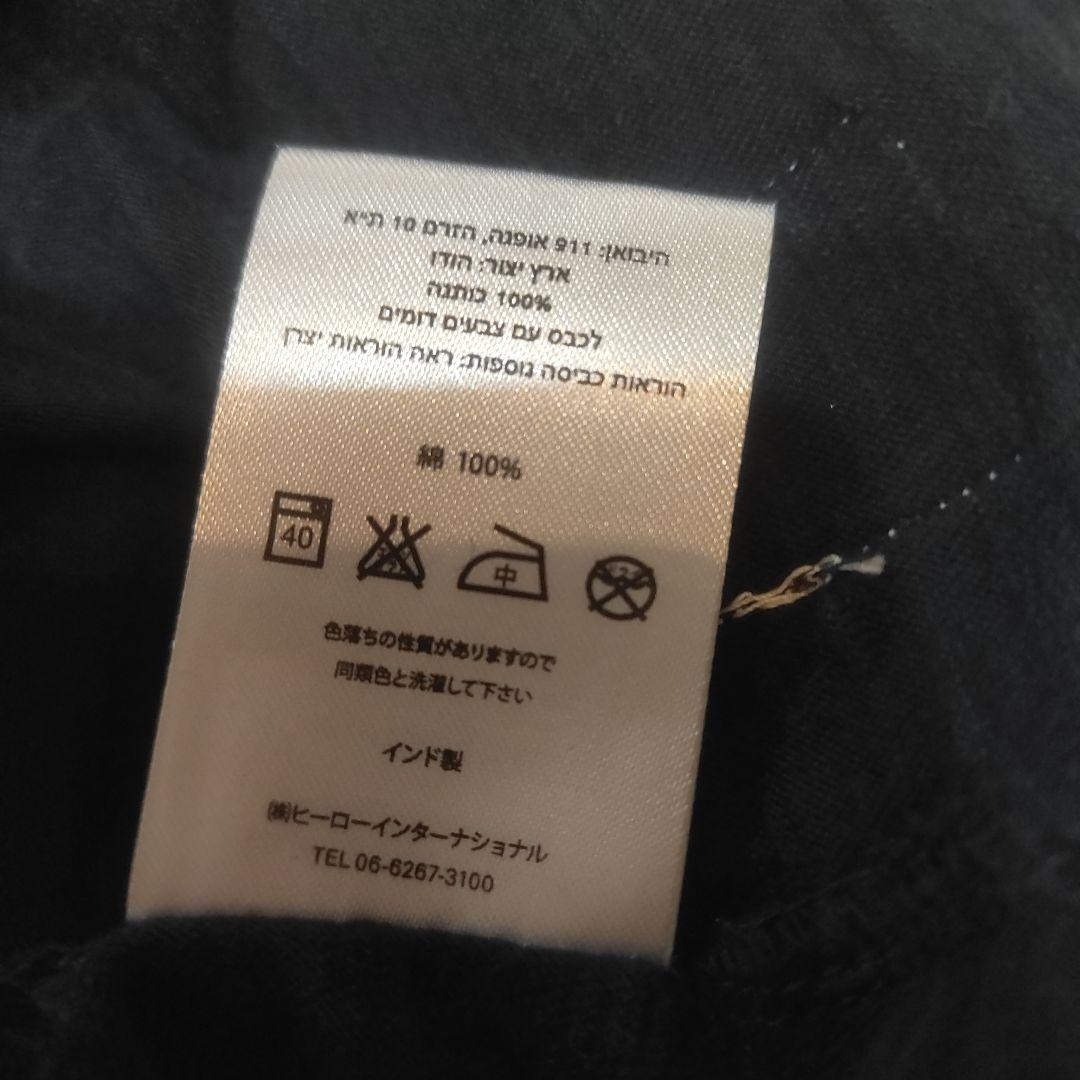 היבואן: 911 אופנה, הזרם 10 ת"א
ארץ יצור: הודו
100% כותנה
לכבס עם צבעים דומים
הוראות כביסה נוספות: ראה הוראות יצרן
綿 100%
40 中
色落ちの性質がありますので
同類色と洗濯して下さい
インド製
㈱ヒーローインターナショナル
TEL 06-6267-3100